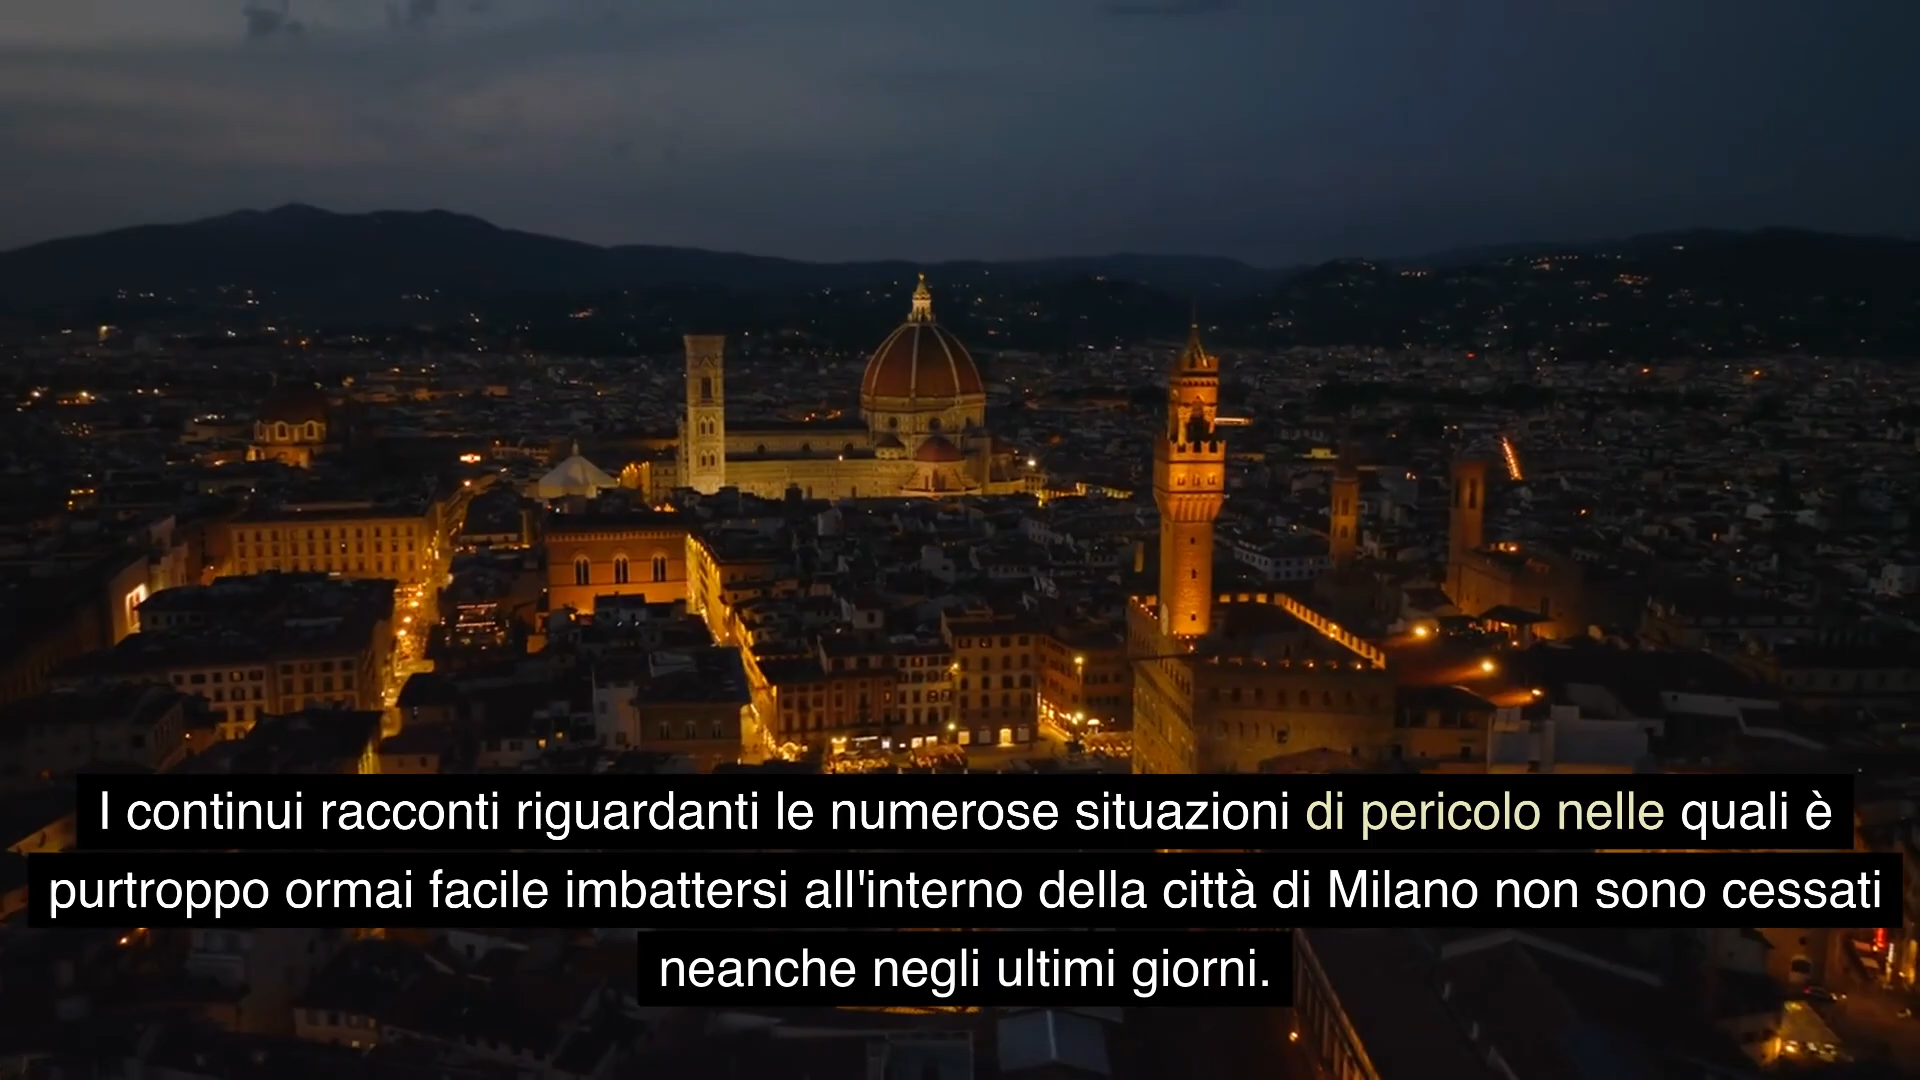 I continui racconti riguardanti le numerose situazioni di pericolo nelle quali è
purtroppo ormai facile imbattersi all'interno della città di Milano non sono cessati
neanche negli ultimi giorni.